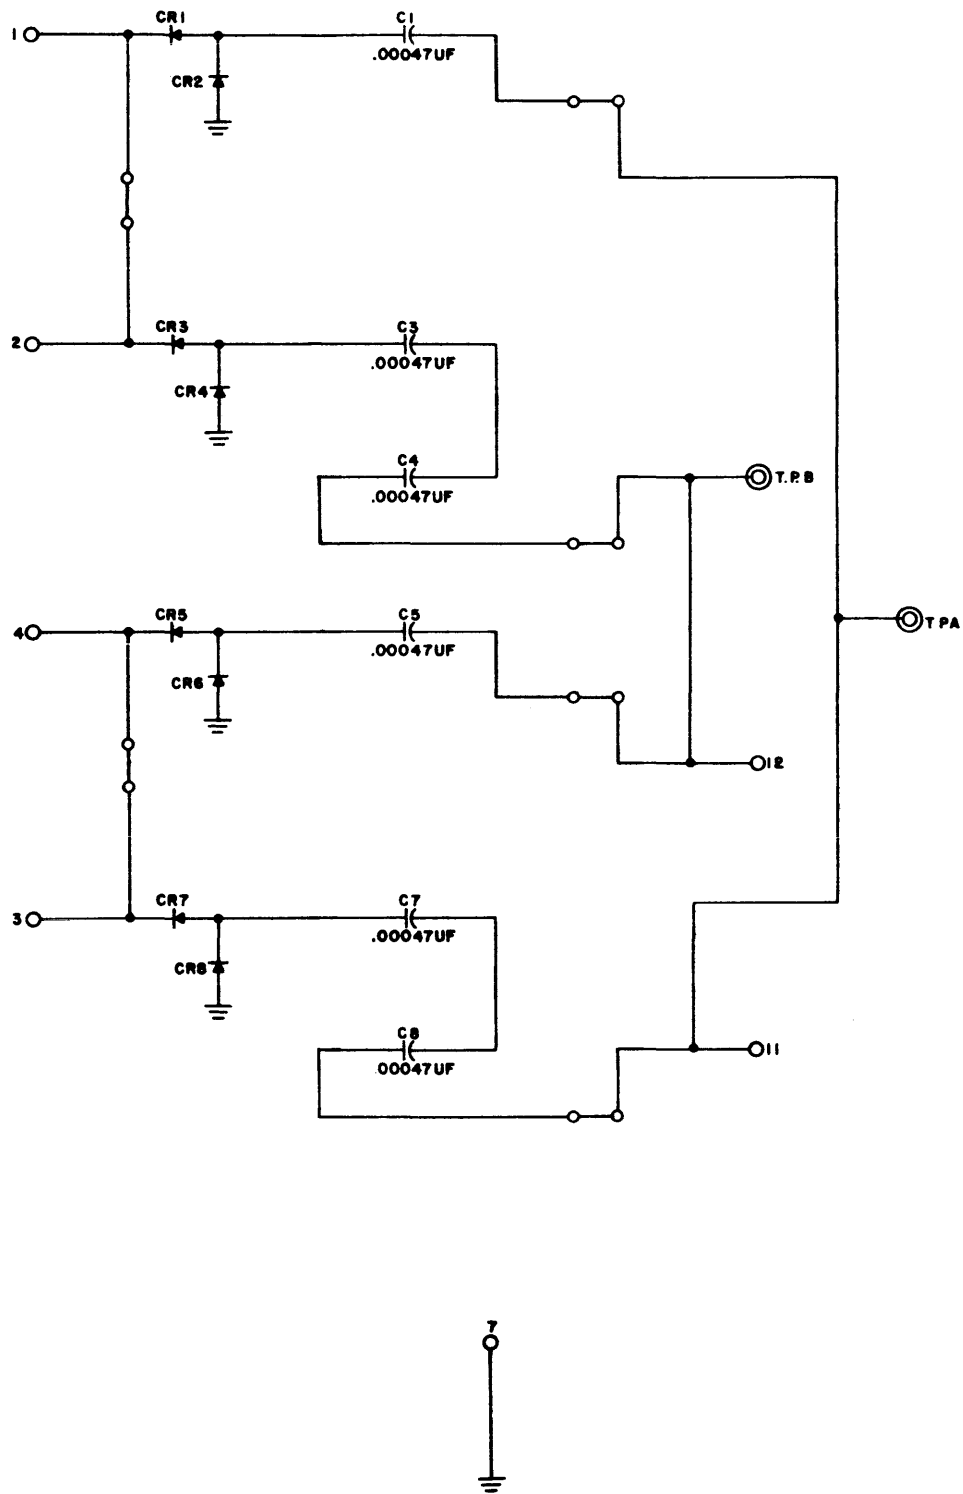 1
CR1
C1
.00047UF
CR2
2
CR3
C3
.00047UF
CR4
C4
.00047UF
T.P.B
4
CR5
C5
.00047UF
CR6
T PA
12
3
CR7
C7
.00047UF
CR8
C8
.00047UF
11
7